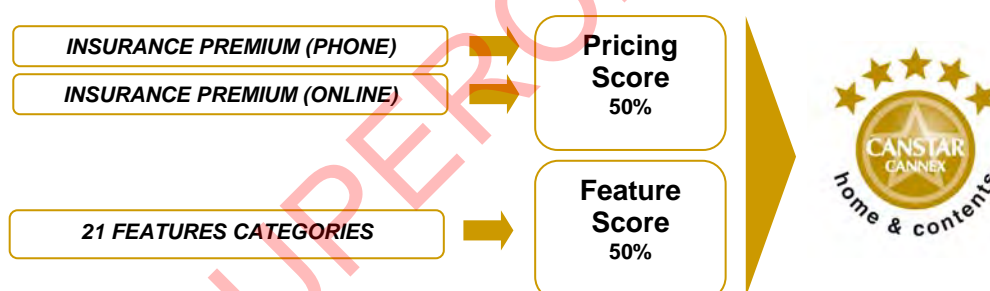 INSURANCE PREMIUM (PHONE)
INSURANCE PREMIUM (ONLINE)
Pricing
Score
50%
21 FEATURES CATEGORIES
Feature
Score
50%
CANSTAR
CANNEX
home & contents